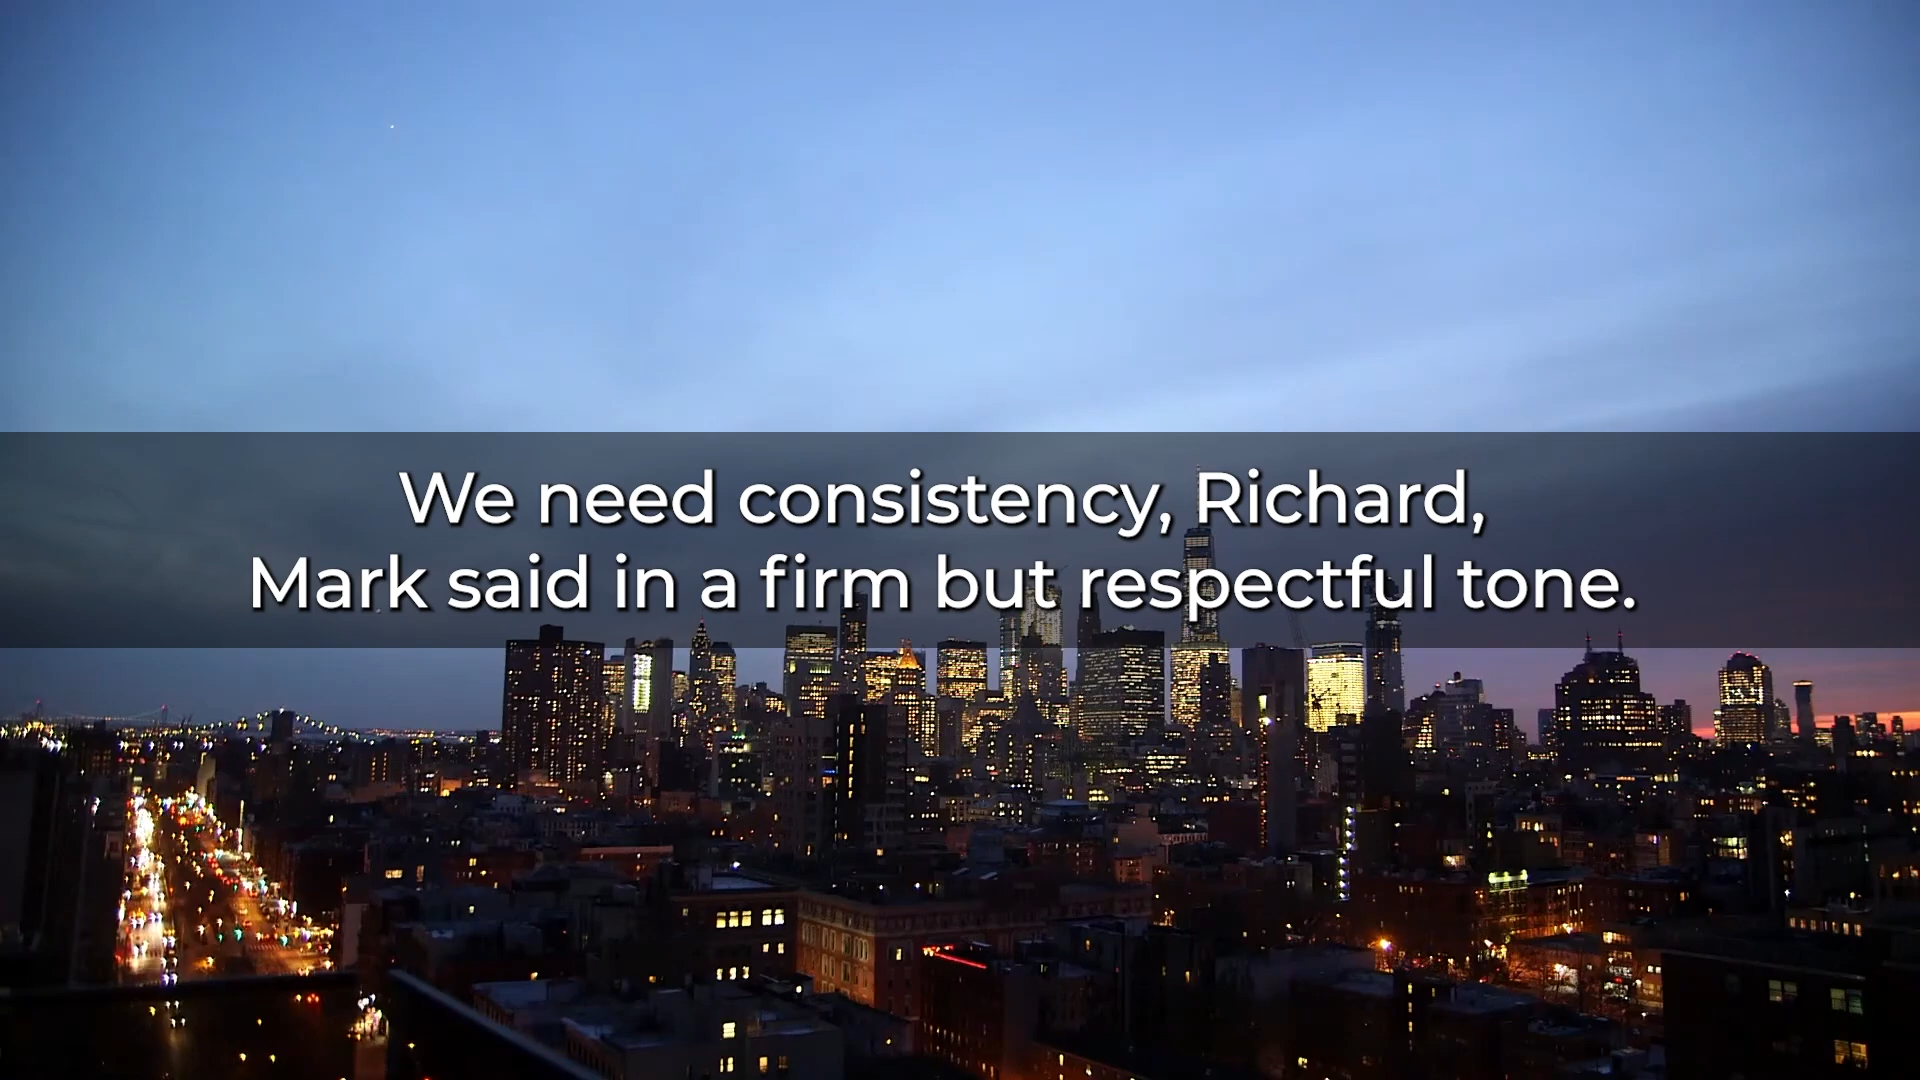 We need consistency, Richard,
Mark said in a firm but respectful tone.